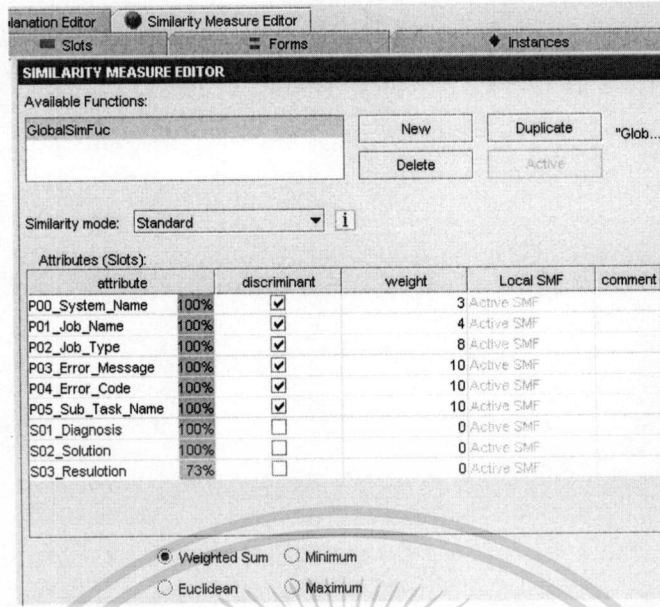 lanation Editor Similarity Measure Editor
Slots Forms Instances
SIMILARITY MEASURE EDITOR
Available Functions:
GlobalSimFuc New Duplicate "Glob...
Delete Active
Similarity mode: Standard i
Attributes (Slots):
attribute discriminant weight Local SMF comment
P00_System_Name 100% 3 Active SMF
P01_Job_Name 100% 4 Active SMF
P02_Job_Type 100% 8 Active SMF
P03_Error_Message 100% 10 Active SMF
P04_Error_Code 100% 10 Active SMF
P05_Sub_Task_Name 100% 10 Active SMF
S01_Diagnosis 100% 0 Active SMF
S02_Solution 100% 0 Active SMF
S03_Resulotion 73% 0 Active SMF
Weighted Sum Minimum
Euclidean Maximum